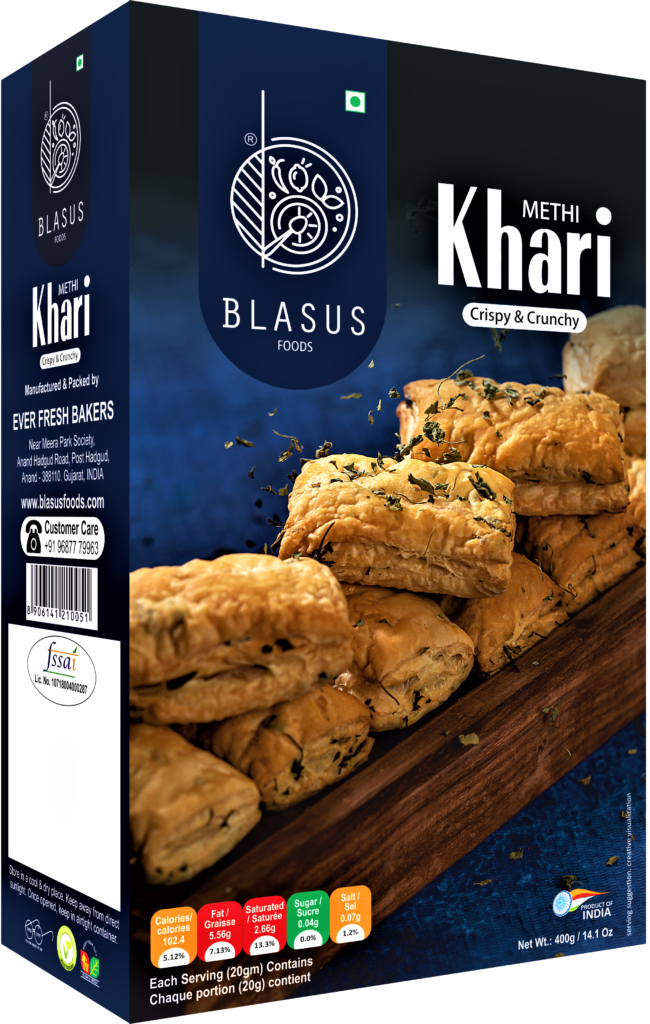 BLASUS
FOODS
METHI
Khari
Crispy & Crunchy
Manufactured & Packed by
EVER FRESH BAKERS
Near Meera Park Society,
Anand Hadgud Road, Post Hadgud,
Anand - 388110. Gujarat, INDIA
www.blasusfoods.com
Customer Care
+91 96877 79963
8906141210051
fssai
Lic. No. 10718004000287
Store in a cool & dry place, Keep away from direct
sunlight. Once opened, keep in airtight container.
®
BLASUS
FOODS
METHI
Khari
Crispy & Crunchy
Calories/
calories
102.4
5.12%
Fat /
Graisse
5.56g
7.13%
Saturated
/ Saturée
2.66g
13.3%
Sugar /
Sucre
0.04g
0.0%
Salt /
Sel
0.07g
1.2%
Each Serving (20gm) Contains
Chaque portion (20g) contient
PRODUCT OF
INDIA
Net Wt.: 400g / 14.1 Oz
serving suggestion. creative visualization